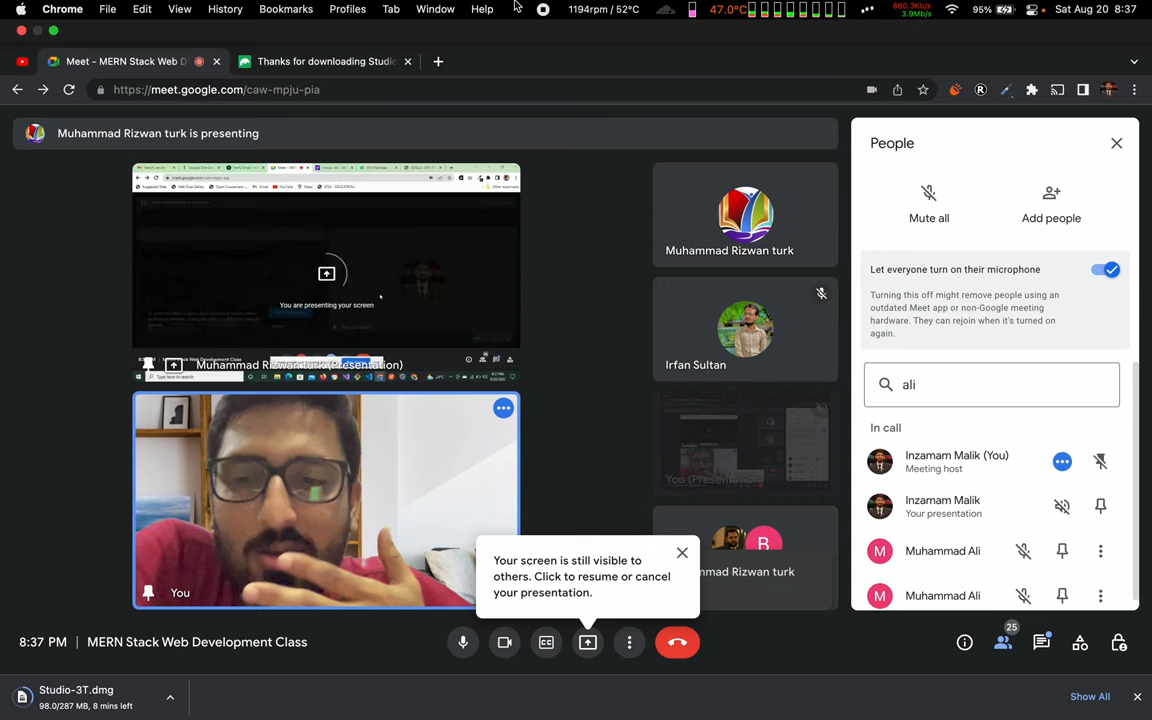 Chrome File Edit View History Bookmarks Profiles Tab Window Help 1194rpm / 52°C 47.0°C 860.3Kb/s 3.9Mb/s 95% Sat Aug 20 8:37
Meet - MERN Stack Web D
Thanks for downloading Studio
https://meet.google.com/caw-mpju-pia
Muhammad Rizwan turk is presenting
You are presenting your screen
Muhammad Rizwan turk (Presentation)
You
Muhammad Rizwan turk
Irfan Sultan
You (Presentation)
B
mmad Rizwan turk
Your screen is still visible to
others. Click to resume or cancel
your presentation.
People
Mute all
Add people
Let everyone turn on their microphone
Turning this off might remove people using an
outdated Meet app or non-Google meeting
hardware. They can rejoin when it's turned on
again.
ali
In call
Inzamam Malik (You)
Meeting host
Inzamam Malik
Your presentation
M Muhammad Ali
M Muhammad Ali
8:37 PM | MERN Stack Web Development Class
25
Studio-3T.dmg
98.0/287 MB, 8 mins left
Show All